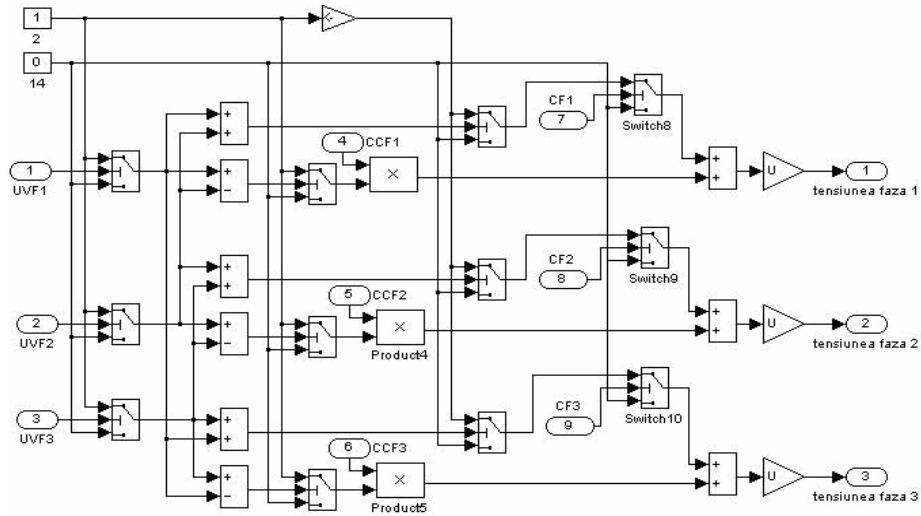 1
2
0
14
CF1
7
Switch8
4
CCF1
1
UVF1
U
1
tensiunea faza 1
CF2
8
Switch9
5
CCF2
2
UVF2
Product4
U
2
tensiunea faza 2
CF3
9
Switch10
3
UVF3
6
CCF3
Product5
U
3
tensiunea faza 3